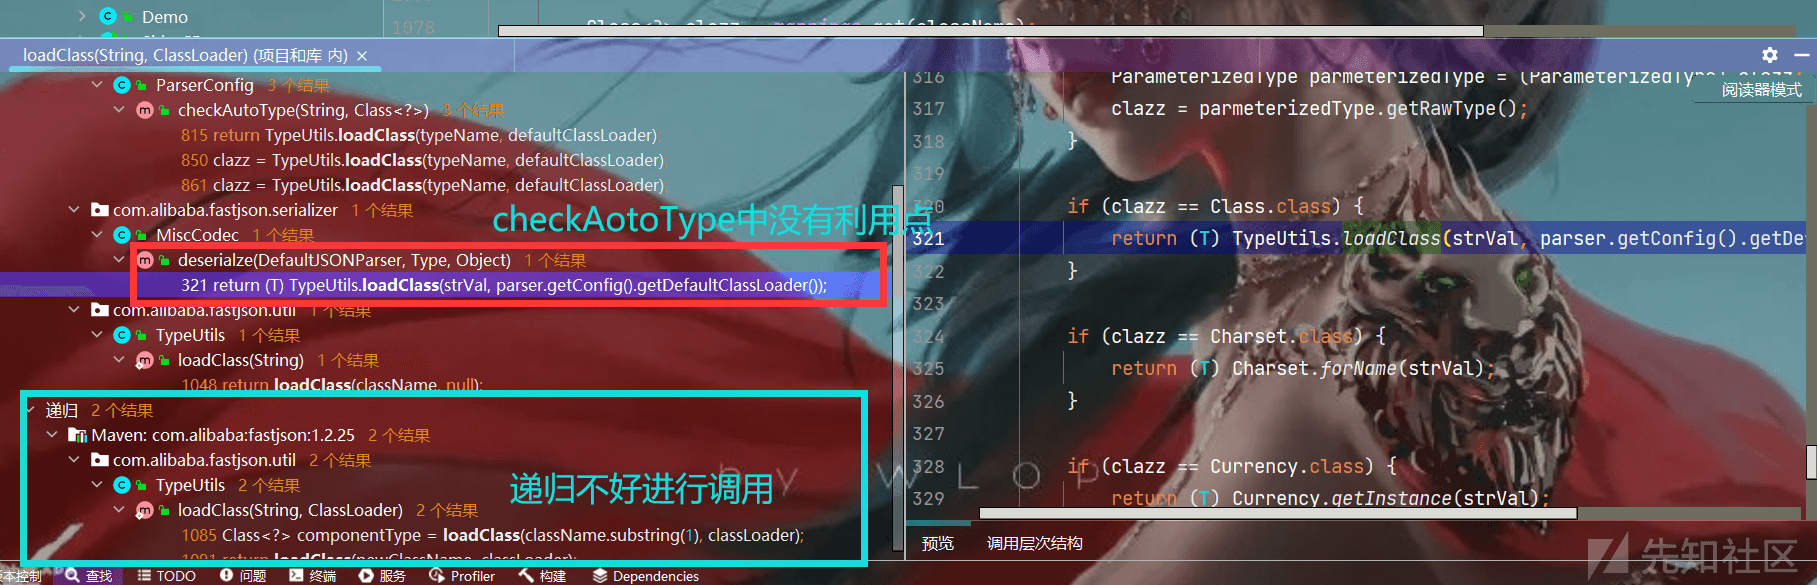 Demo
1078
Class<?> clazz = mappings.get(className);
loadClass(String, ClassLoader) (项目和库 内) ×
ParserConfig 3 个结果
checkAutoType(String, Class<?>) 3 个结果
815 return TypeUtils.loadClass(typeName, defaultClassLoader);
850 clazz = TypeUtils.loadClass(typeName, defaultClassLoader)
861 clazz = TypeUtils.loadClass(typeName, defaultClassLoader)
com.alibaba.fastjson.serializer 1 个结果
MiscCodec 1 个结果
checkAotoType中没有利用点
deserialze(DefaultJSONParser, Type, Object) 1 个结果
321 return (T) TypeUtils.loadClass(strVal, parser.getConfig().getDefaultClassLoader());
com.alibaba.fastjson.util 1 个结果
TypeUtils 1 个结果
loadClass(String) 1 个结果
1048 return loadClass(className, null);
递归 2 个结果
Maven: com.alibaba:fastjson:1.2.25 2 个结果
com.alibaba.fastjson.util 2 个结果
TypeUtils 2 个结果
递归不好进行调用
loadClass(String, ClassLoader) 2 个结果
1085 Class<?> componentType = loadClass(className.substring(1), classLoader);
1091 return loadClass(newClassName, classLoader);
316 ParameterizedType parmeterizedType = (ParameterizedType) clazz;
阅读器模式
317 clazz = parmeterizedType.getRawType();
318 }
319
320 if (clazz == Class.class) {
321 return (T) TypeUtils.loadClass(strVal, parser.getConfig().getDe
322 }
323
324 if (clazz == Charset.class) {
325 return (T) Charset.forName(strVal);
326 }
327
328 if (clazz == Currency.class) {
329 return (T) Currency.getInstance(strVal);
BY WLOP
预览 调用层次结构
先知社区
版本控制 查找 TODO 问题 终端 服务 Profiler 构建 Dependencies